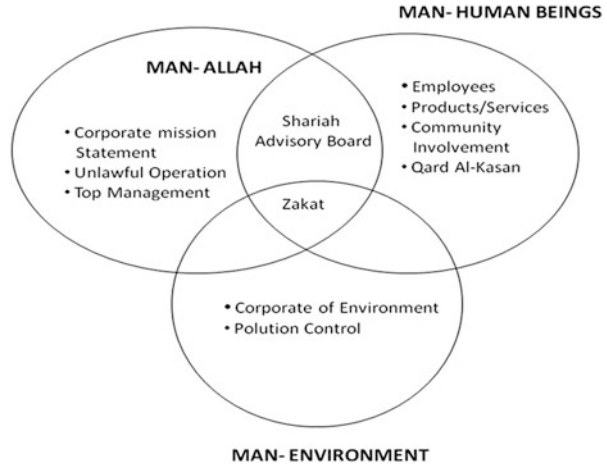 MAN- HUMAN BEINGS
MAN- ALLAH
• Corporate mission
Statement
• Unlawful Operation
• Top Management
Shariah
Advisory Board
• Employees
• Products/Services
• Community
Involvement
• Qard Al-Kasan
Zakat
• Corporate of Environment
• Polution Control
MAN- ENVIRONMENT